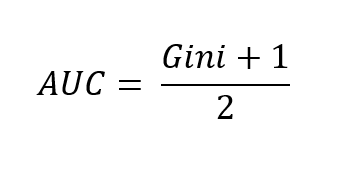 AUC = (Gini + 1) / 2